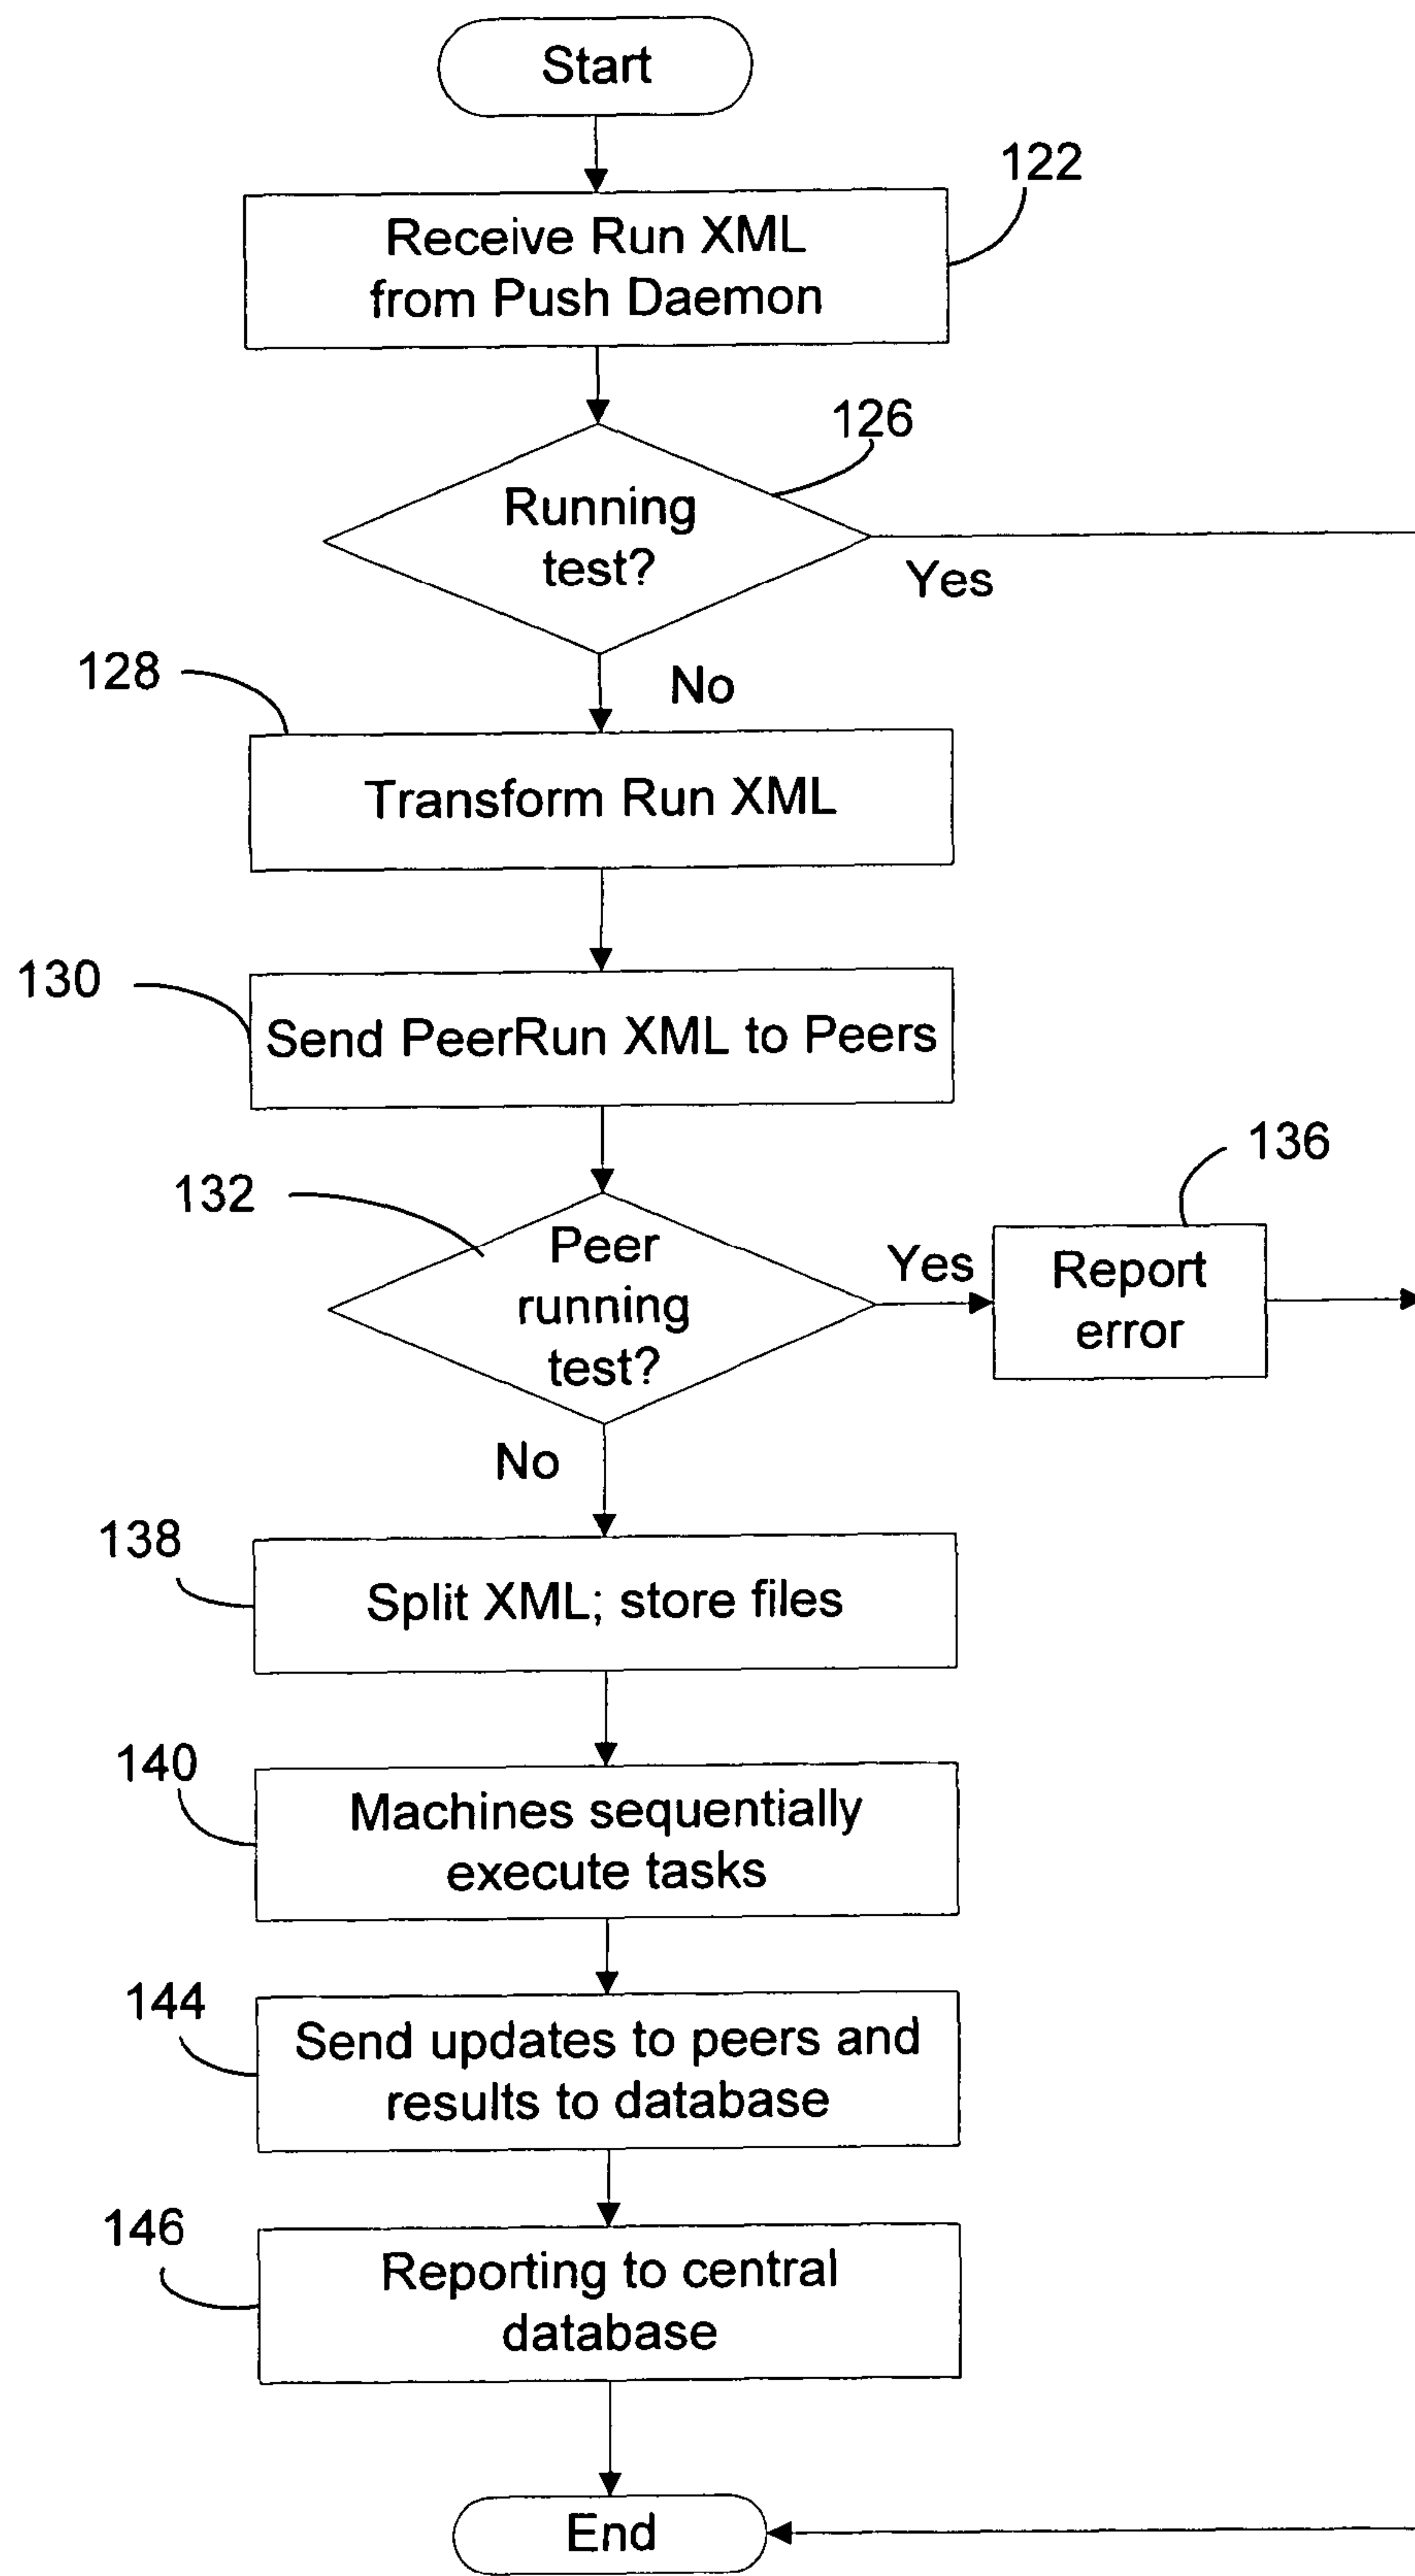 Start
122
Receive Run XML
from Push Daemon
126
Running
test?
Yes
No
128
Transform Run XML
130
Send PeerRun XML to Peers
132
Peer
running
test?
Yes
136
Report
error
No
138
Split XML; store files
140
Machines sequentially
execute tasks
144
Send updates to peers and
results to database
146
Reporting to central
database
End